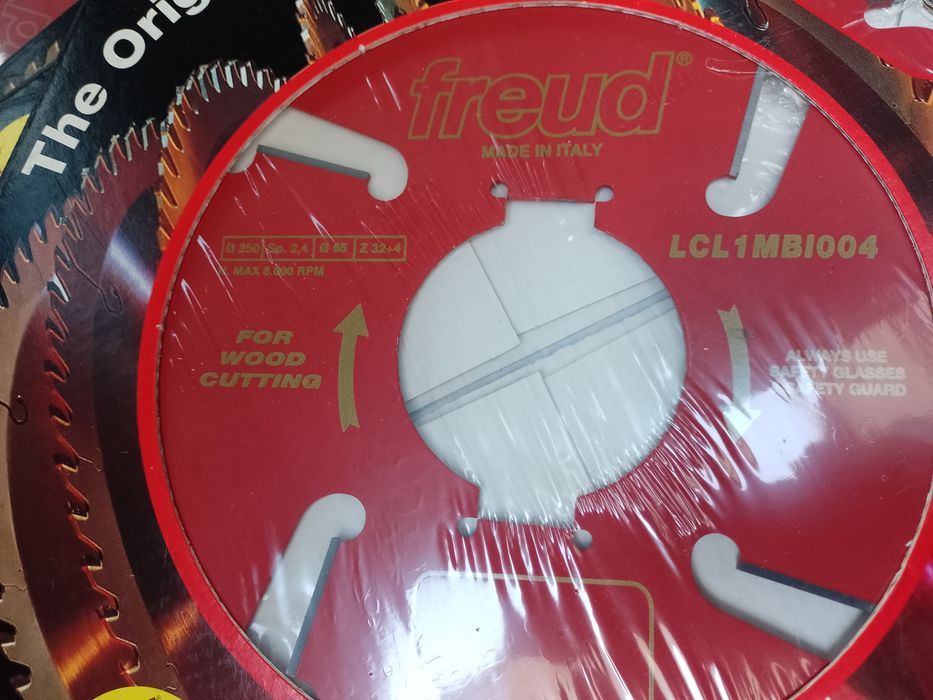 The Orig
freud®
MADE IN ITALY
Ø 250 Sp. 2,4 Ø 65 Z 32÷4
MAX 8.000 RPM
LCL1MBI004
FOR
WOOD
CUTTING
ALWAYS USE
SAFETY GLASSES
SAFETY GUARD